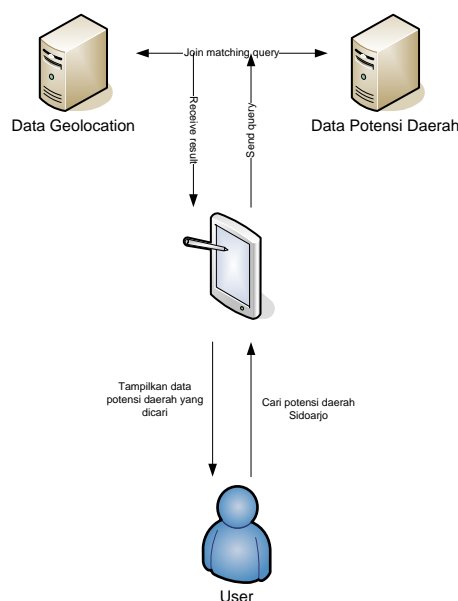 Join matching query
Data Geolocation
Data Potensi Daerah
Receive result
Send query
Tampilkan data
potensi daerah yang
dicari
Cari potensi daerah
Sidoarjo
User